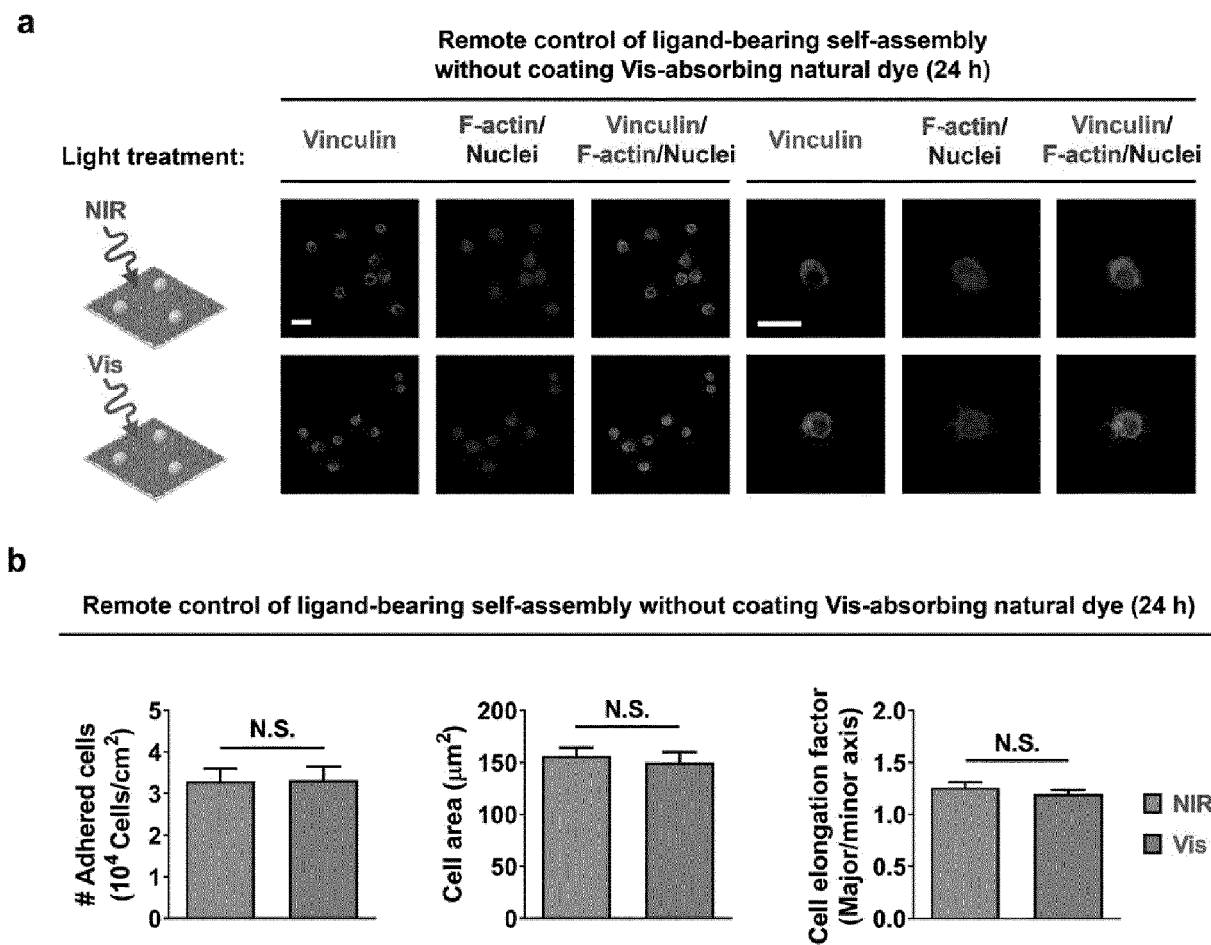 a
Remote control of ligand-bearing self-assembly
without coating Vis-absorbing natural dye (24 h)
Light treatment:
Vinculin
F-actin/
Nuclei
Vinculin/
F-actin/Nuclei
Vinculin
F-actin/
Nuclei
Vinculin/
F-actin/Nuclei
NIR
Vis
b
Remote control of ligand-bearing self-assembly without coating Vis-absorbing natural dye (24 h)
# Adhered cells
(10⁴ Cells/cm²)
5
4
3
2
1
0
N.S.
Cell area (μm²)
200
150
100
50
0
N.S.
Cell elongation factor
(Major/minor axis)
2.0
1.5
1.0
0.5
0.0
N.S.
NIR
Vis